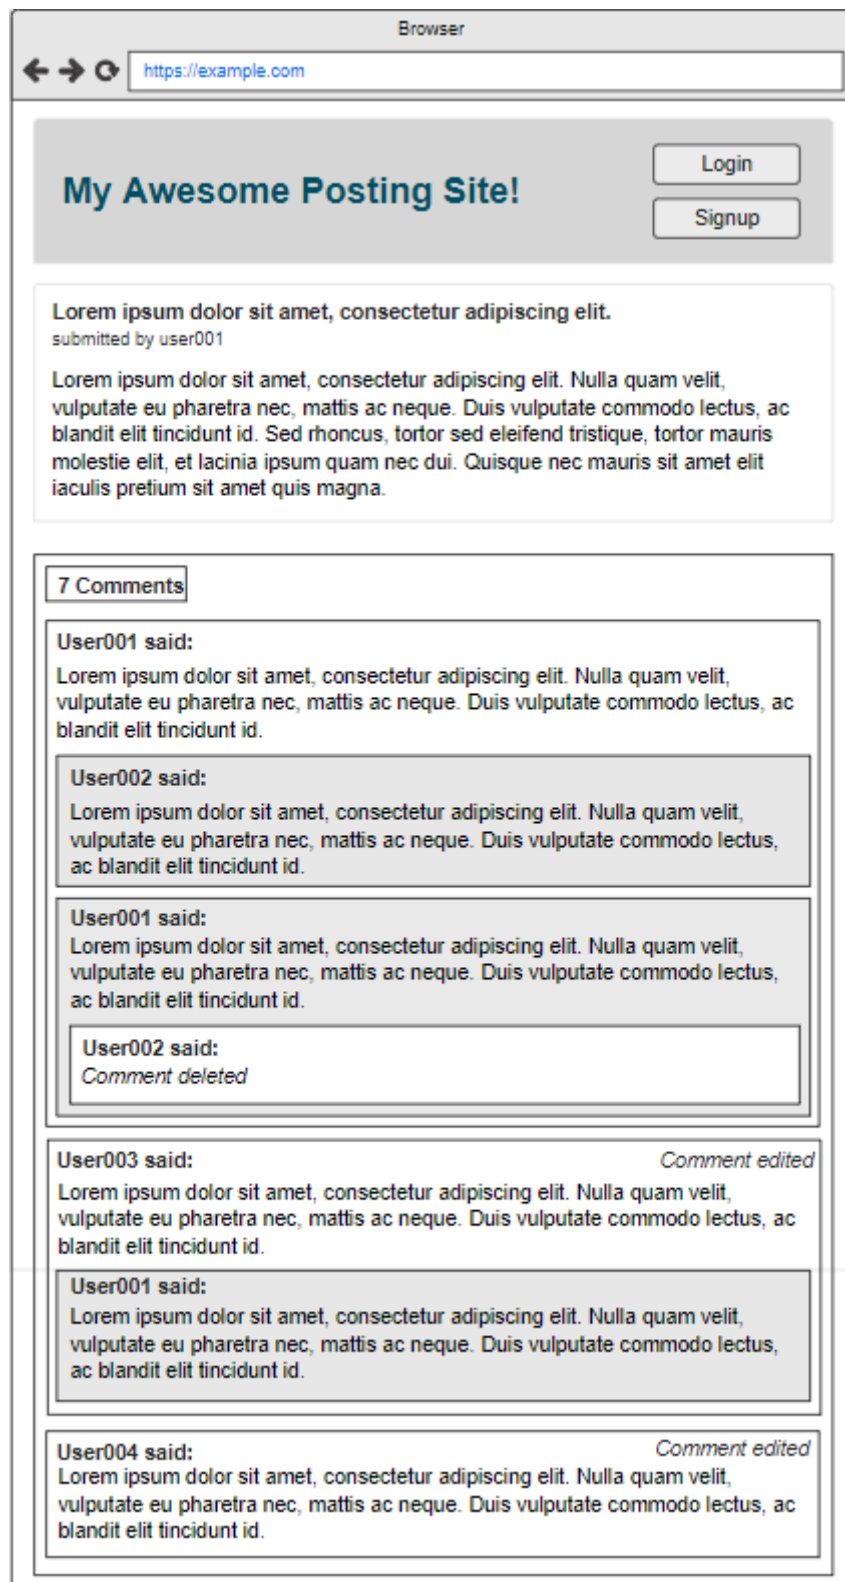 Browser
https://example.com
My Awesome Posting Site!
Login
Signup
Lorem ipsum dolor sit amet, consectetur adipiscing elit.
submitted by user001
Lorem ipsum dolor sit amet, consectetur adipiscing elit. Nulla quam velit,
vulputate eu pharetra nec, mattis ac neque. Duis vulputate commodo lectus, ac
blandit elit tincidunt id. Sed rhoncus, tortor sed eleifend tristique, tortor mauris
molestie elit, et lacinia ipsum quam nec dui. Quisque nec mauris sit amet elit
iaculis pretium sit amet quis magna.
7 Comments
User001 said:
Lorem ipsum dolor sit amet, consectetur adipiscing elit. Nulla quam velit,
vulputate eu pharetra nec, mattis ac neque. Duis vulputate commodo lectus, ac
blandit elit tincidunt id.
User002 said:
Lorem ipsum dolor sit amet, consectetur adipiscing elit. Nulla quam velit,
vulputate eu pharetra nec, mattis ac neque. Duis vulputate commodo lectus,
ac blandit elit tincidunt id.
User001 said:
Lorem ipsum dolor sit amet, consectetur adipiscing elit. Nulla quam velit,
vulputate eu pharetra nec, mattis ac neque. Duis vulputate commodo lectus,
ac blandit elit tincidunt id.
User002 said:
Comment deleted
User003 said:
Comment edited
Lorem ipsum dolor sit amet, consectetur adipiscing elit. Nulla quam velit,
vulputate eu pharetra nec, mattis ac neque. Duis vulputate commodo lectus, ac
blandit elit tincidunt id.
User001 said:
Lorem ipsum dolor sit amet, consectetur adipiscing elit. Nulla quam velit,
vulputate eu pharetra nec, mattis ac neque. Duis vulputate commodo lectus,
ac blandit elit tincidunt id.
User004 said:
Comment edited
Lorem ipsum dolor sit amet, consectetur adipiscing elit. Nulla quam velit,
vulputate eu pharetra nec, mattis ac neque. Duis vulputate commodo lectus, ac
blandit elit tincidunt id.